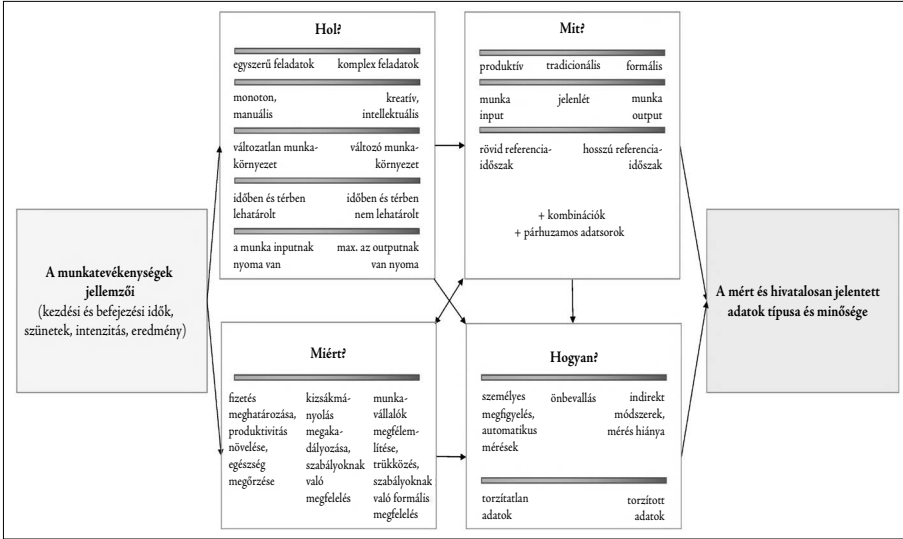 Hol?
egyszerű feladatok komplex feladatok
monoton, kreatív,
manuális intellektuális
változatlan munka- változó munka-
környezet környezet
időben és térben időben és térben
lehatárolt nem lehatárolt
a munka inputnak max. az outputnak
nyoma van van nyoma
Mit?
produktív tradicionális formális
munka jelenlét munka
input output
rövid referencia- hosszú referencia-
időszak időszak
+ kombinációk
+ párhuzamos adatsorok
A munkatevékenységek
jellemzői
(kezdési és befejezési idők,
szünetek, intenzitás, eredmény)
A mért és hivatalosan jelentett
adatok típusa és minősége
Miért?
fizetés kizsákmá- munka-
meghatározása, nyolás vállalók
produktivitás megaka- megfélem-
növelése, dályozása, lítése,
egészség szabályoknak trükközés,
megőrzése való szabályoknak
megfelelés való formális
megfelelés
Hogyan?
személyes önbevallás indirekt
megfigyelés, módszerek,
automatikus mérés hiánya
mérések
torzítatlan torzított
adatok adatok